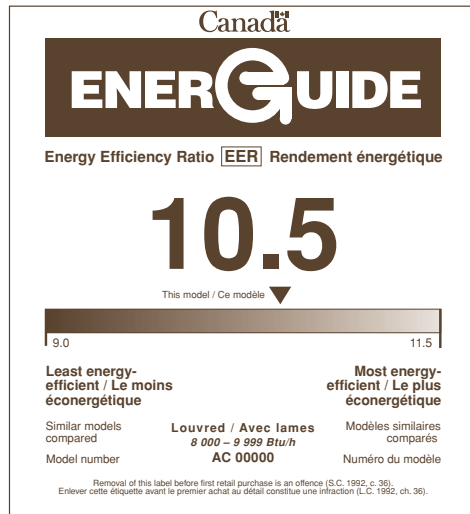 Canada
ENERGUIDE
Energy Efficiency Ratio EER Rendement énergétique
10.5
This model / Ce modèle
9.0 11.5
Least energy-
efficient / Le moins
éconergétique
Most energy-
efficient / Le plus
éconergétique
Similar models
compared
Louvred / Avec lames
8 000 – 9 999 Btu/h
Modèles similaires
comparés
Model number AC 00000 Numéro du modèle
Removal of this label before first retail purchase is an offence (S.C. 1992, c. 36).
Enlever cette étiquette avant le premier achat au détail constitue une infraction (L.C. 1992, ch. 36).